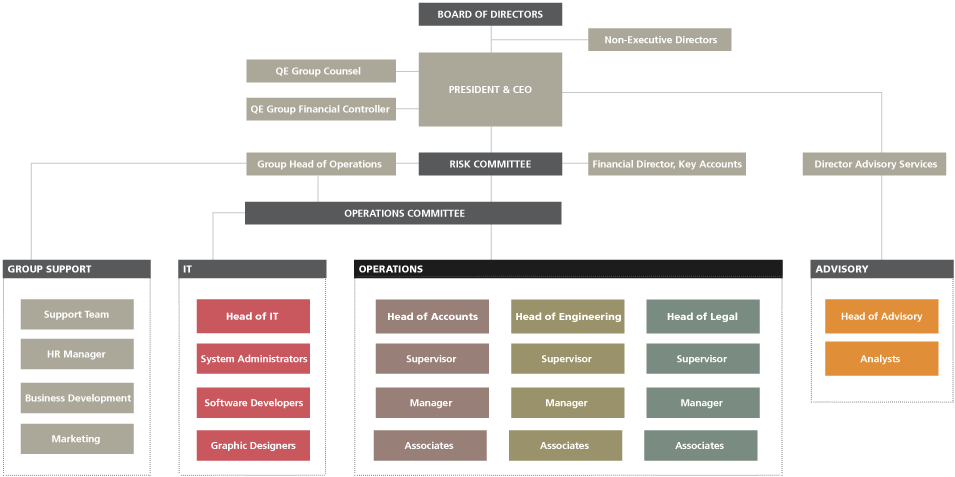 BOARD OF DIRECTORS
Non-Executive Directors
QE Group Counsel
PRESIDENT & CEO
QE Group Financial Controller
Group Head of Operations
RISK COMMITTEE
Financial Director, Key Accounts
Director Advisory Services
OPERATIONS COMMITTEE
GROUP SUPPORT
Support Team
HR Manager
Business Development
Marketing
IT
Head of IT
System Administrators
Software Developers
Graphic Designers
OPERATIONS
Head of Accounts
Supervisor
Manager
Associates
Head of Engineering
Supervisor
Manager
Associates
Head of Legal
Supervisor
Manager
Associates
ADVISORY
Head of Advisory
Analysts